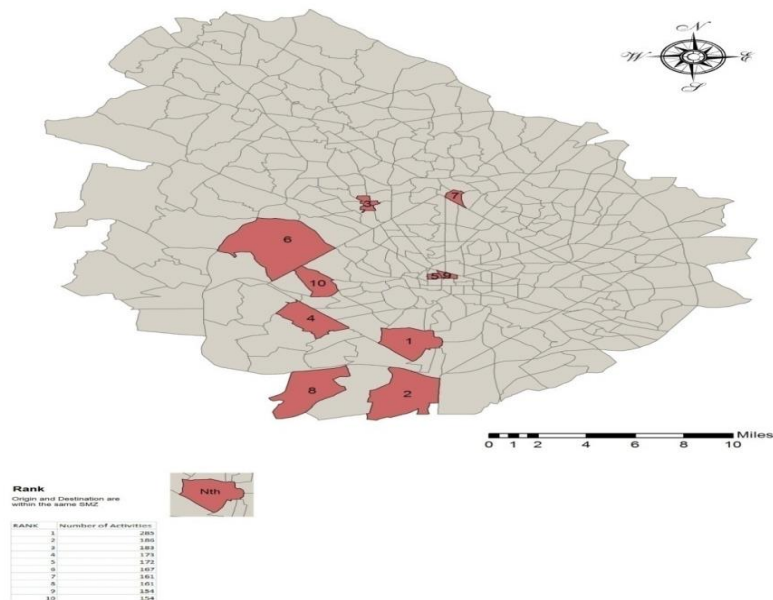 N
W E
S
3 7
6
10 5 9
4
1
8 2
Miles
0 1 2 4 6 8 10
Rank
Origin and Destination are
within the same SMZ
Nth
RANK Number of Activities
1 285
2 186
3 183
4 173
5 172
6 167
7 161
8 161
9 154
10 154